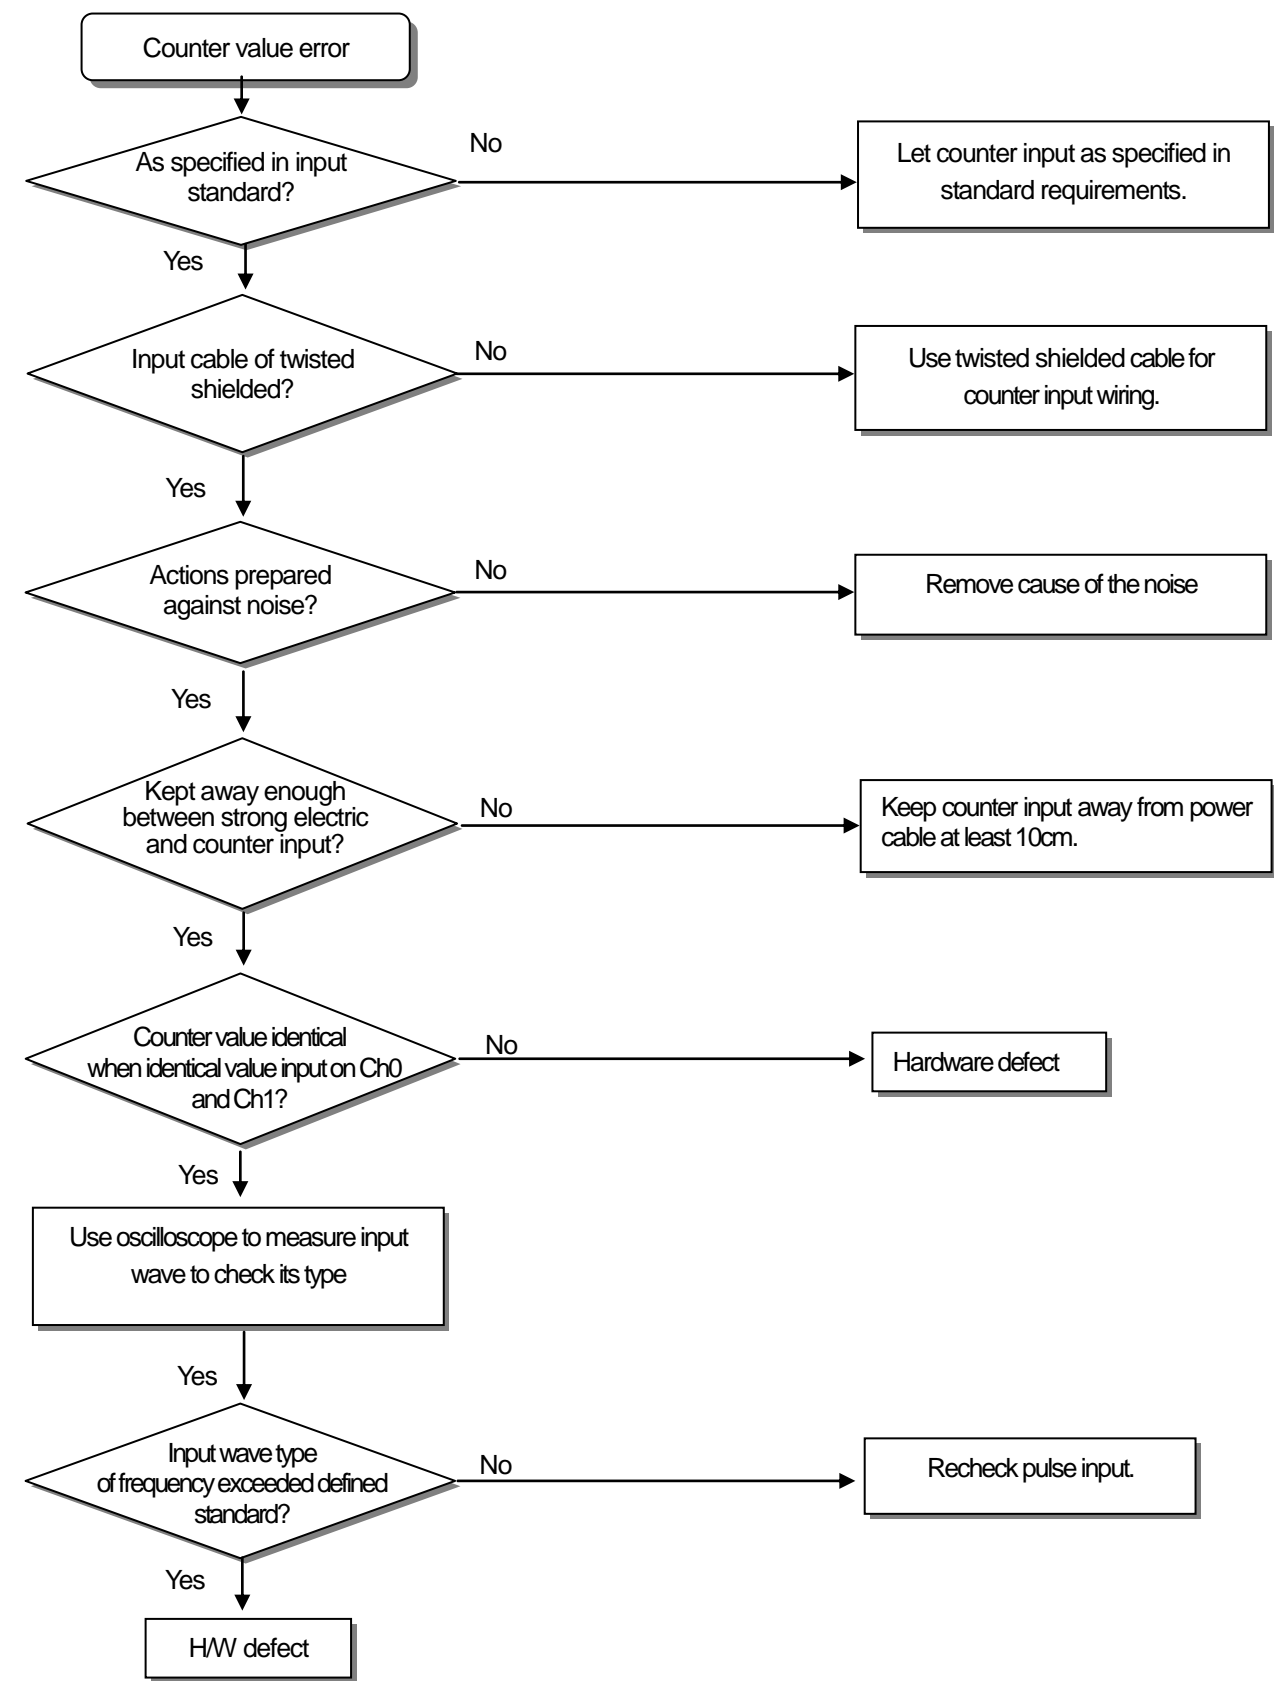 Counter value error
As specified in input
standard?
No
Let counter input as specified in
standard requirements.
Yes
Input cable of twisted
shielded?
No
Use twisted shielded cable for
counter input wiring.
Yes
Actions prepared
against noise?
No
Remove cause of the noise
Yes
Kept away enough
between strong electric
and counter input?
No
Keep counter input away from power
cable at least 10cm.
Yes
Counter value identical
when identical value input on Ch0
and Ch1?
No
Hardware defect
Yes
Use oscilloscope to measure input
wave to check its type
Yes
Input wave type
of frequency exceeded defined
standard?
No
Recheck pulse input.
Yes
H/W defect